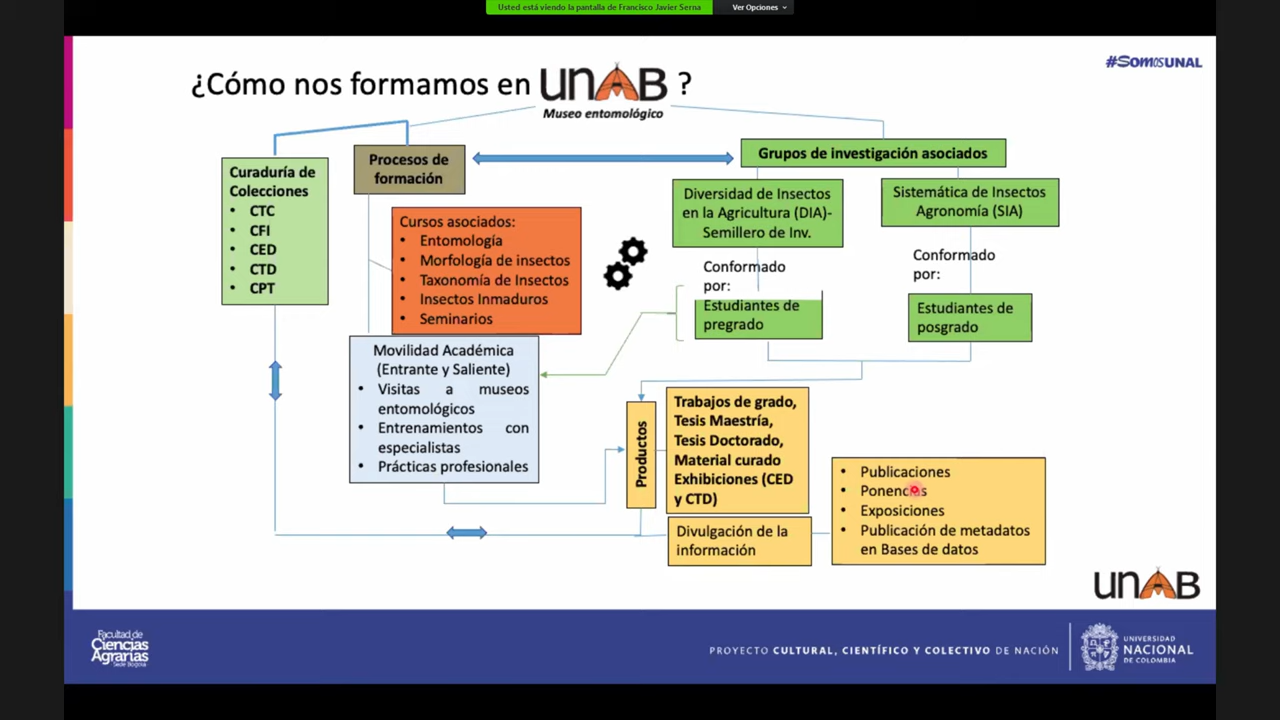 Usted está viendo la pantalla de Francisco Javier Serna
Ver Opciones
#SomosUNAL
¿Cómo nos formamos en UNAB ?
Museo entomológico
Curaduría de
Colecciones
• CTC
• CFI
• CED
• CTD
• CPT
Procesos de
formación
Cursos asociados:
• Entomología
• Morfología de insectos
• Taxonomía de Insectos
• Insectos Inmaduros
• Seminarios
Movilidad Académica
(Entrante y Saliente)
• Visitas a museos
entomológicos
• Entrenamientos con
especialistas
• Prácticas profesionales
Grupos de investigación asociados
Diversidad de Insectos
en la Agricultura (DIA)-
Semillero de Inv.
Conformado
por:
Estudiantes de
pregrado
Sistemática de Insectos
Agronomía (SIA)
Conformado
por:
Estudiantes de
posgrado
Productos
Trabajos de grado,
Tesis Maestría,
Tesis Doctorado,
Material curado
Exhibiciones (CED
y CTD)
Divulgación de la
información
• Publicaciones
• Ponencias
• Exposiciones
• Publicación de metadatos
en Bases de datos
UNAB
Facultad de
Ciencias
Agrarias
Sede Bogotá
PROYECTO CULTURAL, CIENTÍFICO Y COLECTIVO DE NACIÓN
UNIVERSIDAD
NACIONAL
DE COLOMBIA